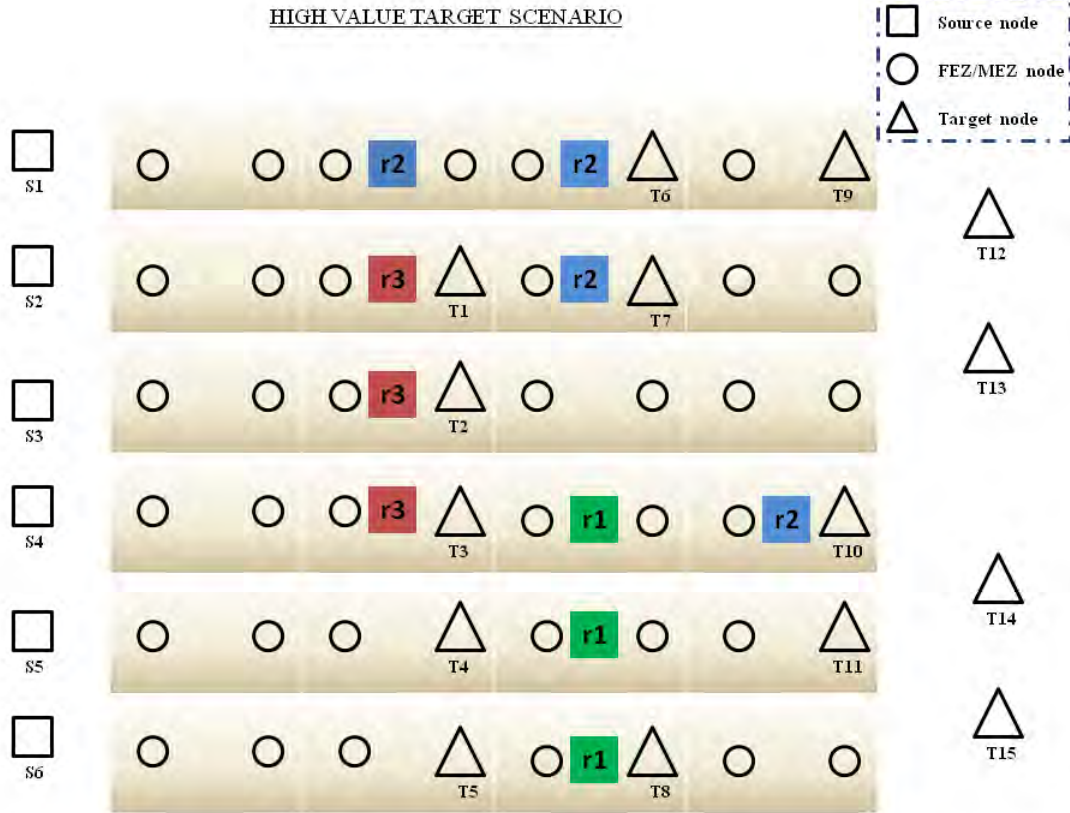 HIGH VALUE TARGET SCENARIO
Source node
FEZ/MEZ node
Target node
S1
r2
r2
T6
T9
T12
S2
r3
T1
r2
T7
T13
S3
r3
T2
S4
r3
T3
r1
r2
T10
T14
S5
T4
r1
T11
S6
T5
r1
T8
T15